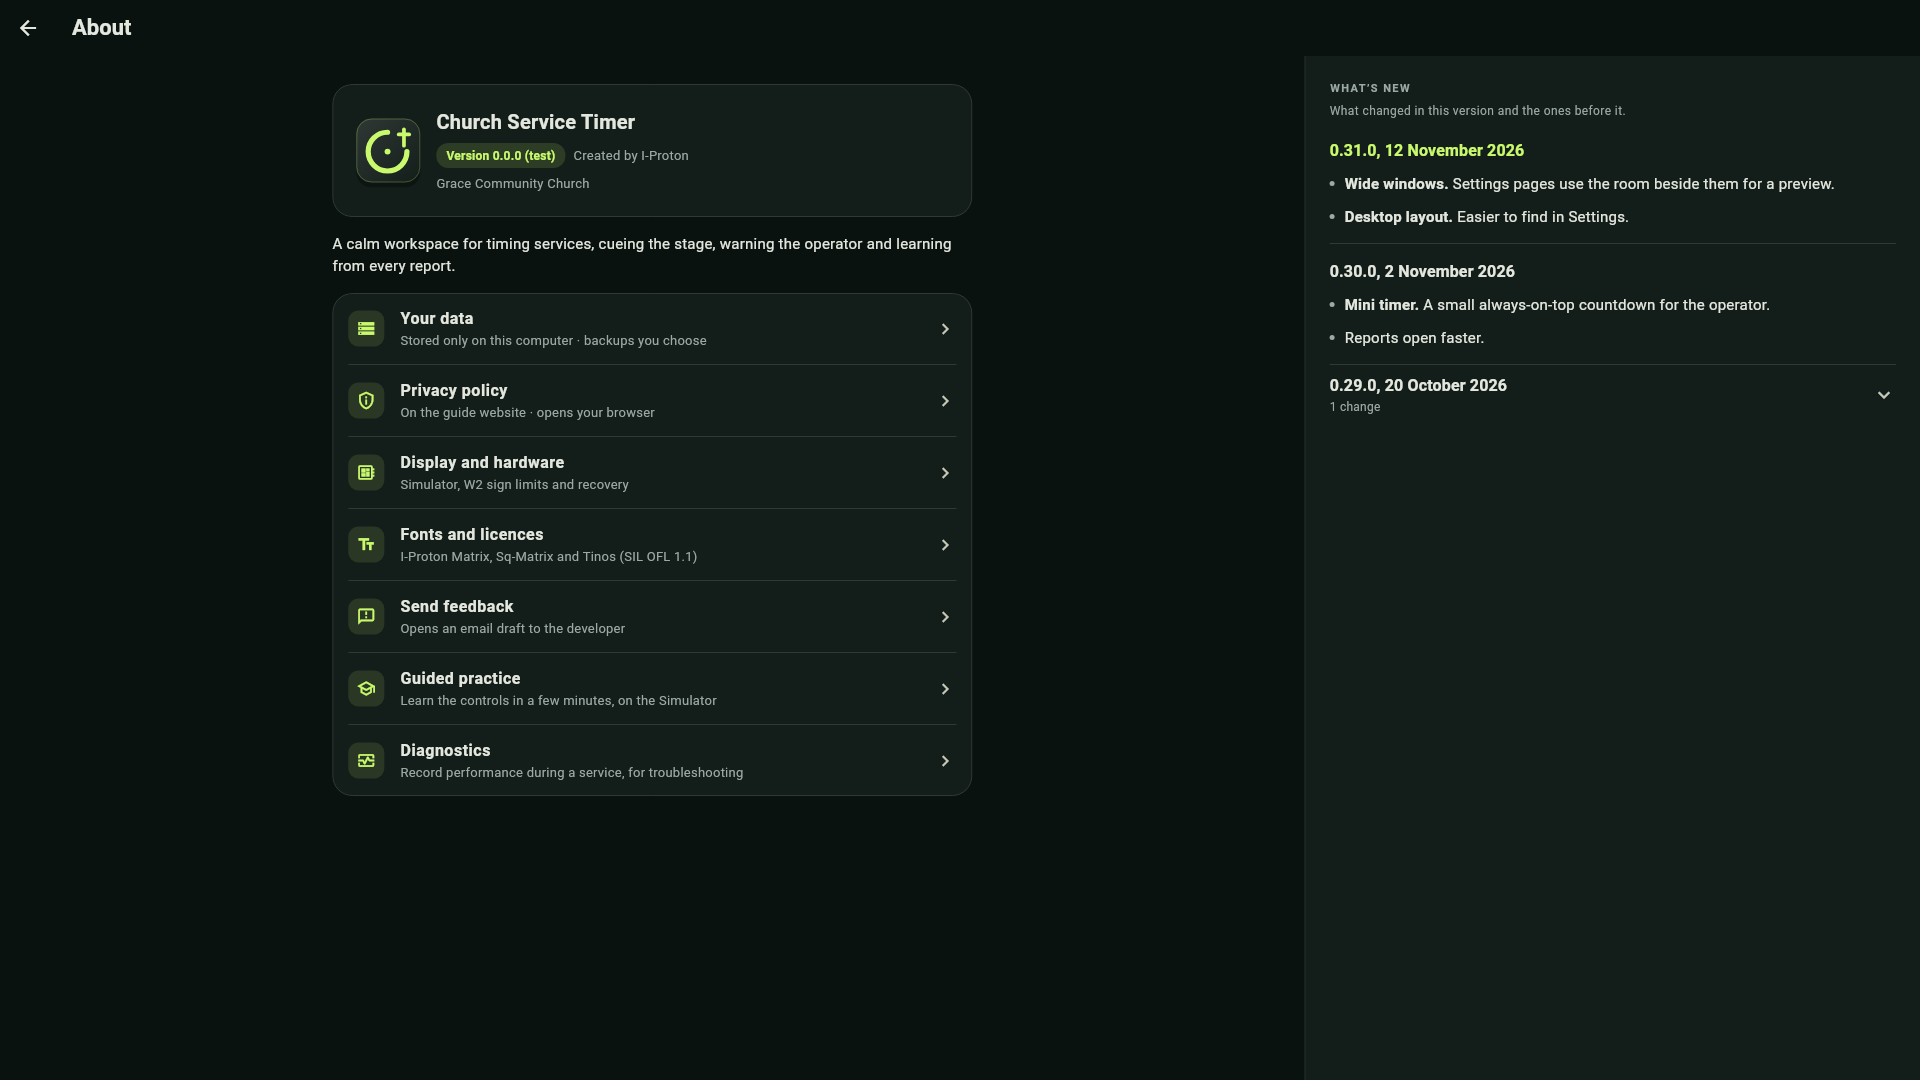 About
Church Service Timer
Version 0.0.0 (test)
Created by I-Proton
Grace Community Church
A calm workspace for timing services, cueing the stage, warning the operator and learning
from every report.
Your data
Stored only on this computer · backups you choose
Privacy policy
On the guide website · opens your browser
Display and hardware
Simulator, W2 sign limits and recovery
Fonts and licences
I-Proton Matrix, Sq-Matrix and Tinos (SIL OFL 1.1)
Send feedback
Opens an email draft to the developer
Guided practice
Learn the controls in a few minutes, on the Simulator
Diagnostics
Record performance during a service, for troubleshooting
WHAT'S NEW
What changed in this version and the ones before it.
0.31.0, 12 November 2026
• Wide windows. Settings pages use the room beside them for a preview.
• Desktop layout. Easier to find in Settings.
0.30.0, 2 November 2026
• Mini timer. A small always-on-top countdown for the operator.
• Reports open faster.
0.29.0, 20 October 2026
1 change